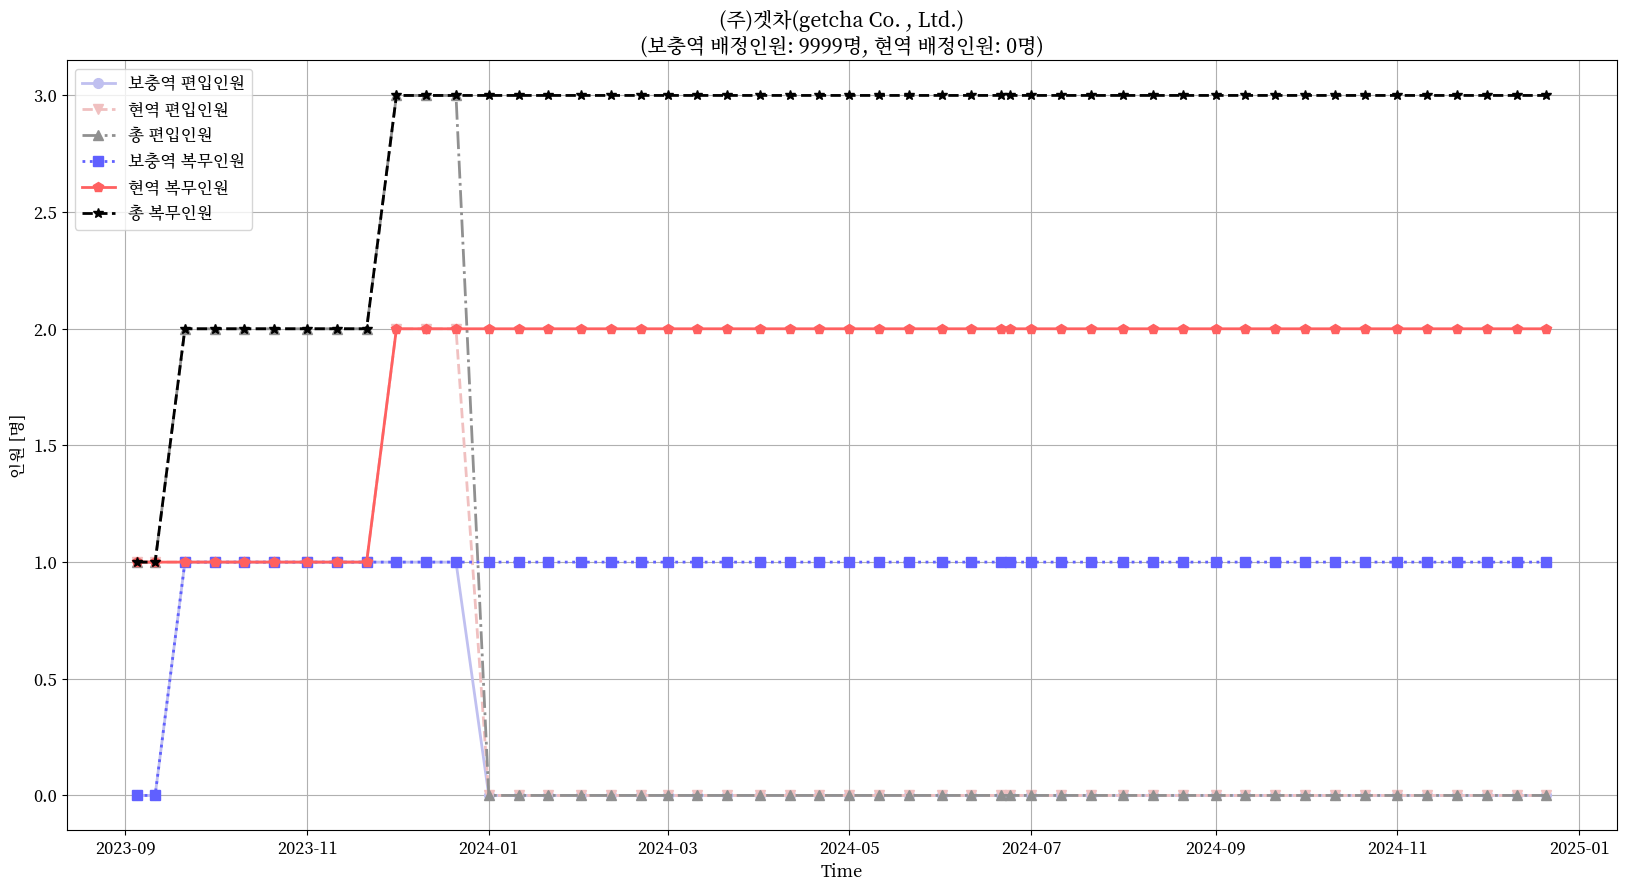 (주)겟차(getcha Co. , Ltd.)
(보충역 배정인원: 9999명, 현역 배정인원: 0명)
보충역 편입인원
현역 편입인원
총 편입인원
보충역 복무인원
현역 복무인원
총 복무인원
인원 [명]
3.0
2.5
2.0
1.5
1.0
0.5
0.0
2023-09
2023-11
2024-01
2024-03
2024-05
2024-07
2024-09
2024-11
2025-01
Time